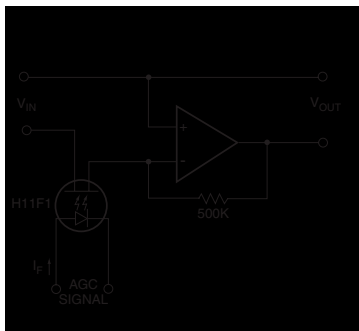 VIN
VOUT
+
-
H11F1
500K
IF
AGC
SIGNAL